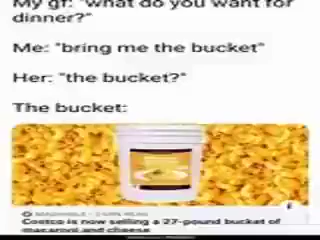 My gf: "what do you want for
dinner?"
Me: "bring me the bucket"
Her: "the bucket?"
The bucket:
Costco is now selling a 27-pound bucket of
macaroni and cheese